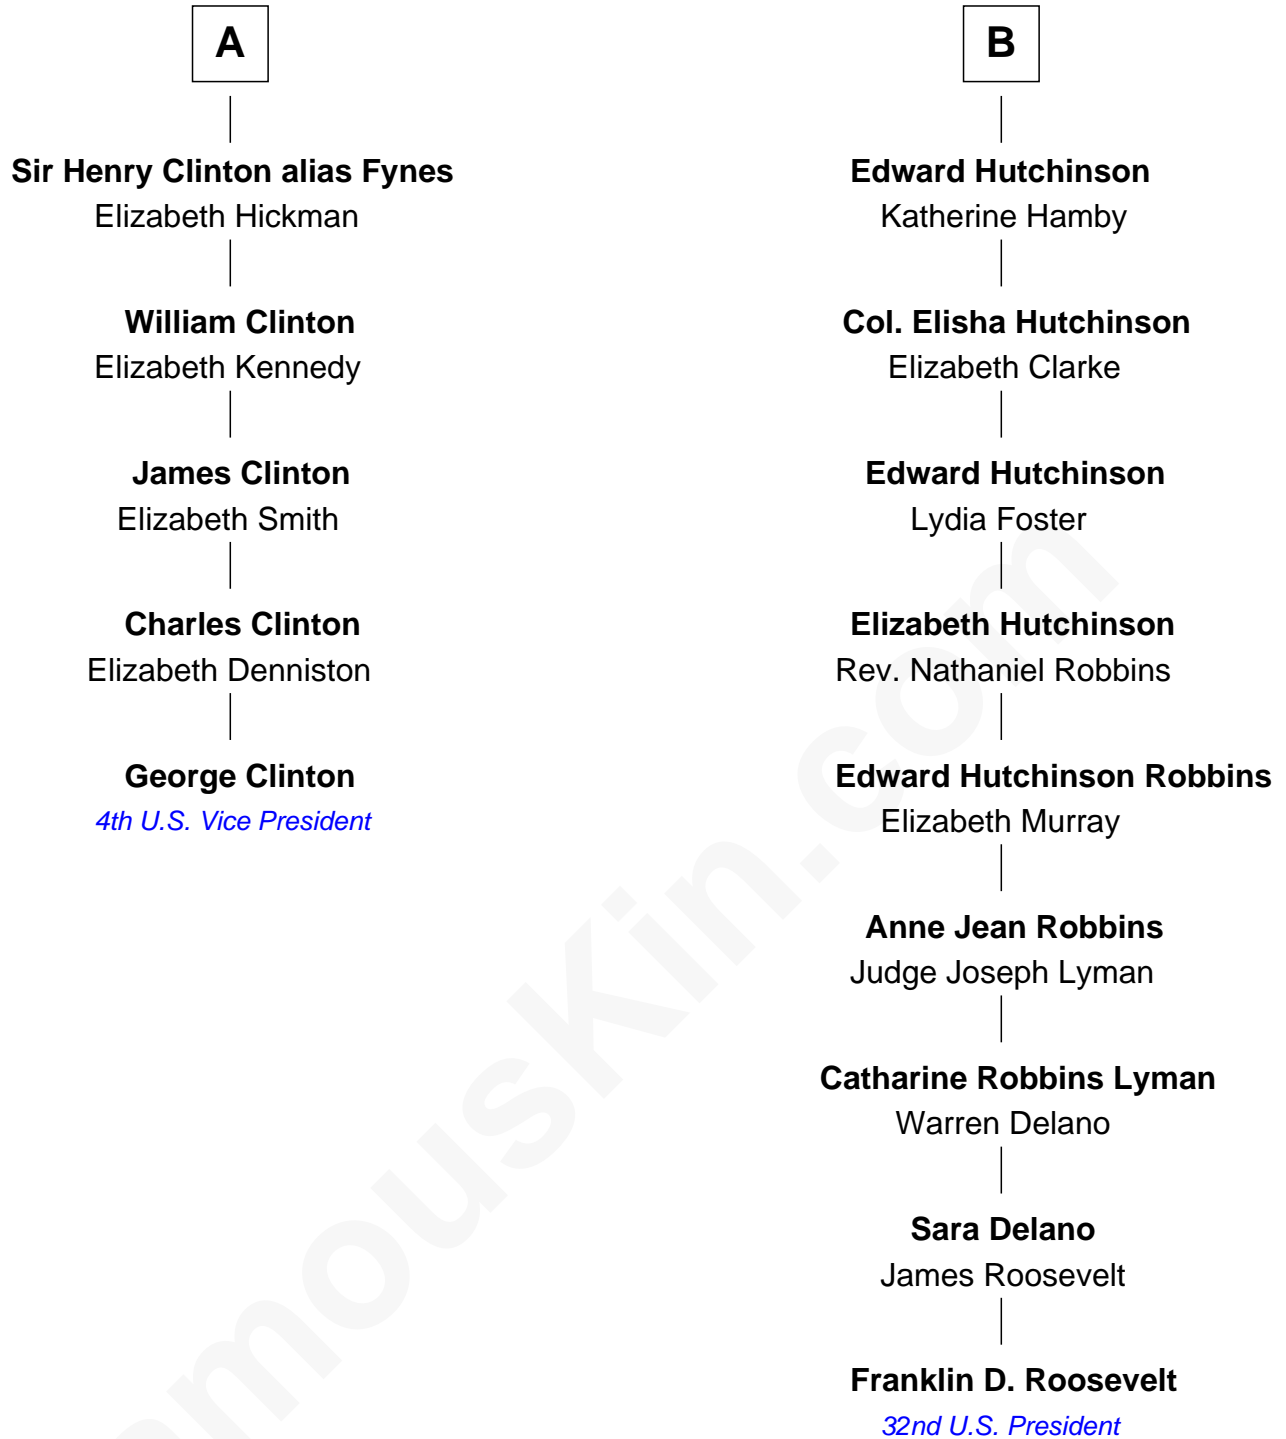 A
Sir Henry Clinton alias Fynes
Elizabeth Hickman
William Clinton
Elizabeth Kennedy
James Clinton
Elizabeth Smith
Charles Clinton
Elizabeth Denniston
George Clinton
4th U.S. Vice President
B
Edward Hutchinson
Katherine Hamby
Col. Elisha Hutchinson
Elizabeth Clarke
Edward Hutchinson
Lydia Foster
Elizabeth Hutchinson
Rev. Nathaniel Robbins
Edward Hutchinson Robbins
Elizabeth Murray
Anne Jean Robbins
Judge Joseph Lyman
Catharine Robbins Lyman
Warren Delano
Sara Delano
James Roosevelt
Franklin D. Roosevelt
32nd U.S. President
amousKin.com